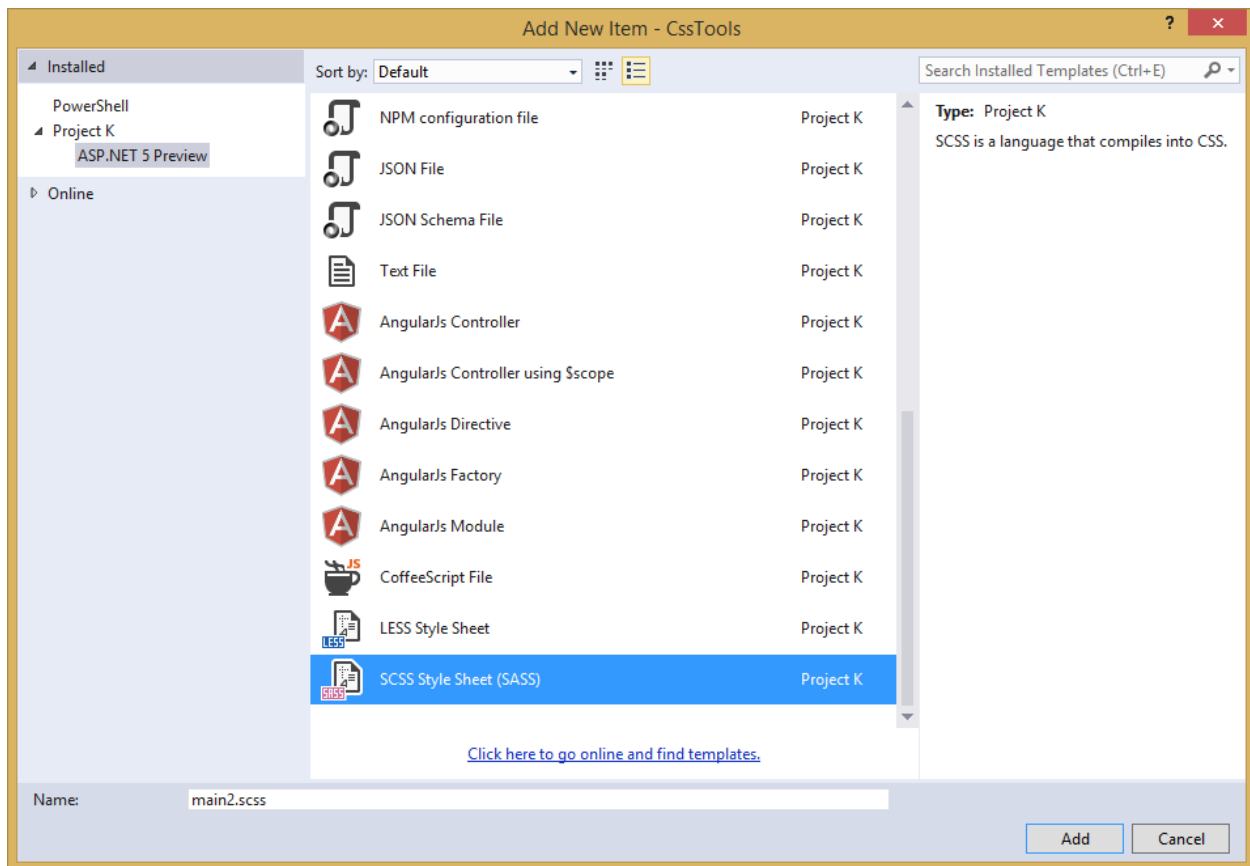 Add New Item - CssTools
?
Installed
PowerShell
Project K
ASP.NET 5 Preview
Online
Sort by: Default
Search Installed Templates (Ctrl+E)
NPM configuration file Project K
JSON File Project K
JSON Schema File Project K
Text File Project K
AngularJs Controller Project K
AngularJs Controller using $scope Project K
AngularJs Directive Project K
AngularJs Factory Project K
AngularJs Module Project K
JS
CoffeeScript File Project K
LESS
LESS Style Sheet Project K
SASS
SCSS Style Sheet (SASS) Project K
Click here to go online and find templates.
Type: Project K
SCSS is a language that compiles into CSS.
Name: main2.scss
Add Cancel